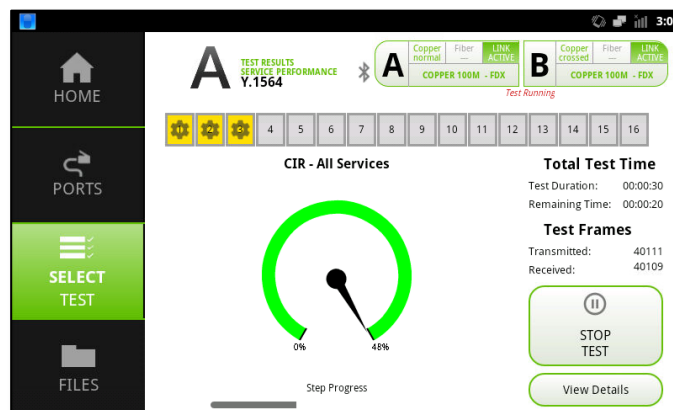 3:0
HOME
PORTS
SELECT
TEST
FILES
A
TEST RESULTS
SERVICE PERFORMANCE
Y.1564
A
Copper
normal
Fiber
—
LINK
ACTIVE
COPPER 100M - FDX
B
Copper
crossed
Fiber
—
LINK
ACTIVE
COPPER 100M - FDX
Test Running
1 2 3 4 5 6 7 8 9 10 11 12 13 14 15 16
CIR - All Services
0%
48%
Step Progress
Total Test Time
Test Duration: 00:00:30
Remaining Time: 00:00:20
Test Frames
Transmitted: 40111
Received: 40109
STOP
TEST
View Details